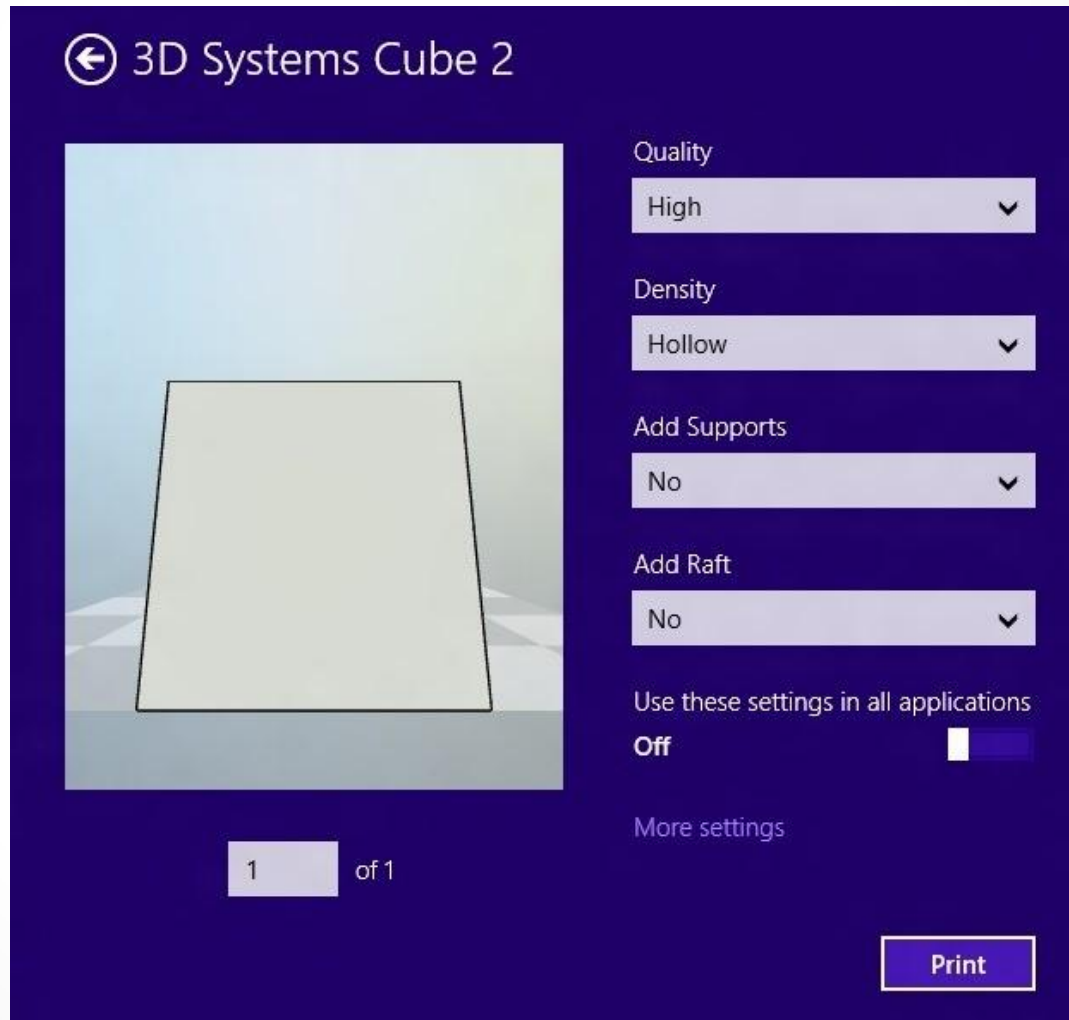 3D Systems Cube 2
Quality
High
Density
Hollow
Add Supports
No
Add Raft
No
Use these settings in all applications
Off
More settings
1 of 1
Print